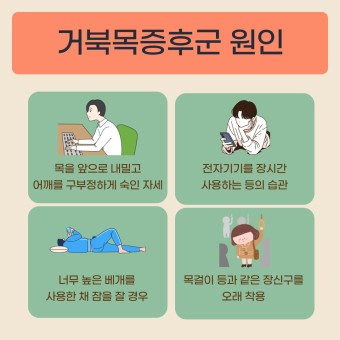 거북목증후군 원인
목을 앞으로 내밀고
어깨를 구부정하게 숙인 자세
전자기기를 장시간
사용하는 등의 습관
너무 높은 베개를
사용한 채 잠을 잘 경우
목걸이 등과 같은 장신구를
오래 착용